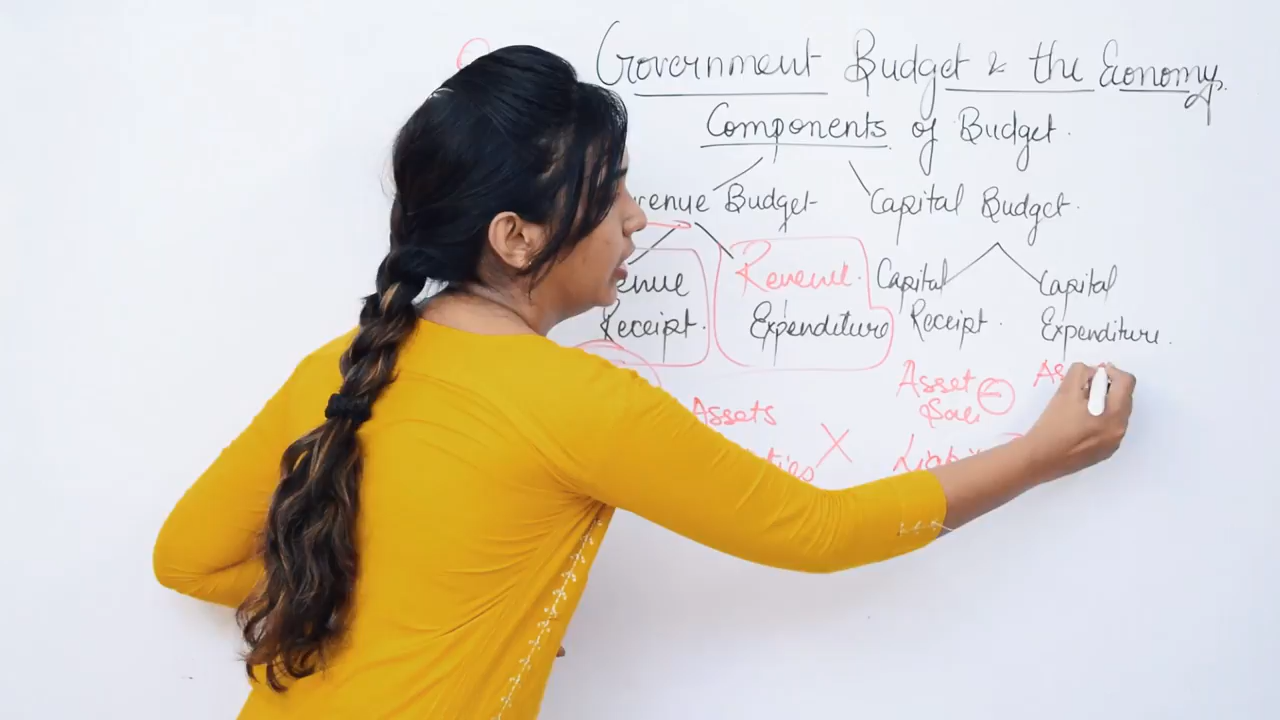 Government Budget & the Economy.
Components of Budget.
Budget
Capital Budget.
Receipt.
Revenue.
Expenditure
Capital
Receipt.
Capital
Expenditure.
Assets
Asset
Sale